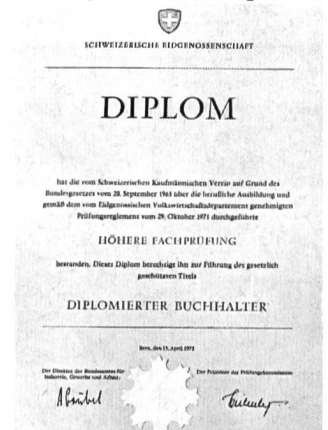 SCHWEIZERISCHE EIDGENOSSENSCHAFT
DIPLOM
hat die vom Schweizerischen Kaufmännischen Verein auf Grund des
Bundesgesetzes vom 20. September 1963 über die berufliche Ausbildung und
gemäß dem vom Eidgenössischen Volkswirtschaftsdepartement genehmigten
Prüfungsreglement vom 29. Oktober 1971 durchgeführte
HÖHERE FACHPRÜFUNG
bestanden. Dieses Diplom berechtigt ihn zur Führung des gesetzlich
geschützten Titels
DIPLOMIERTER BUCHHALTER
Bern, den 15. April
Der Direktor des Bundesamtes für
Industrie, Gewerbe und Arbeit:
Der Präsident der Prüfungskommission